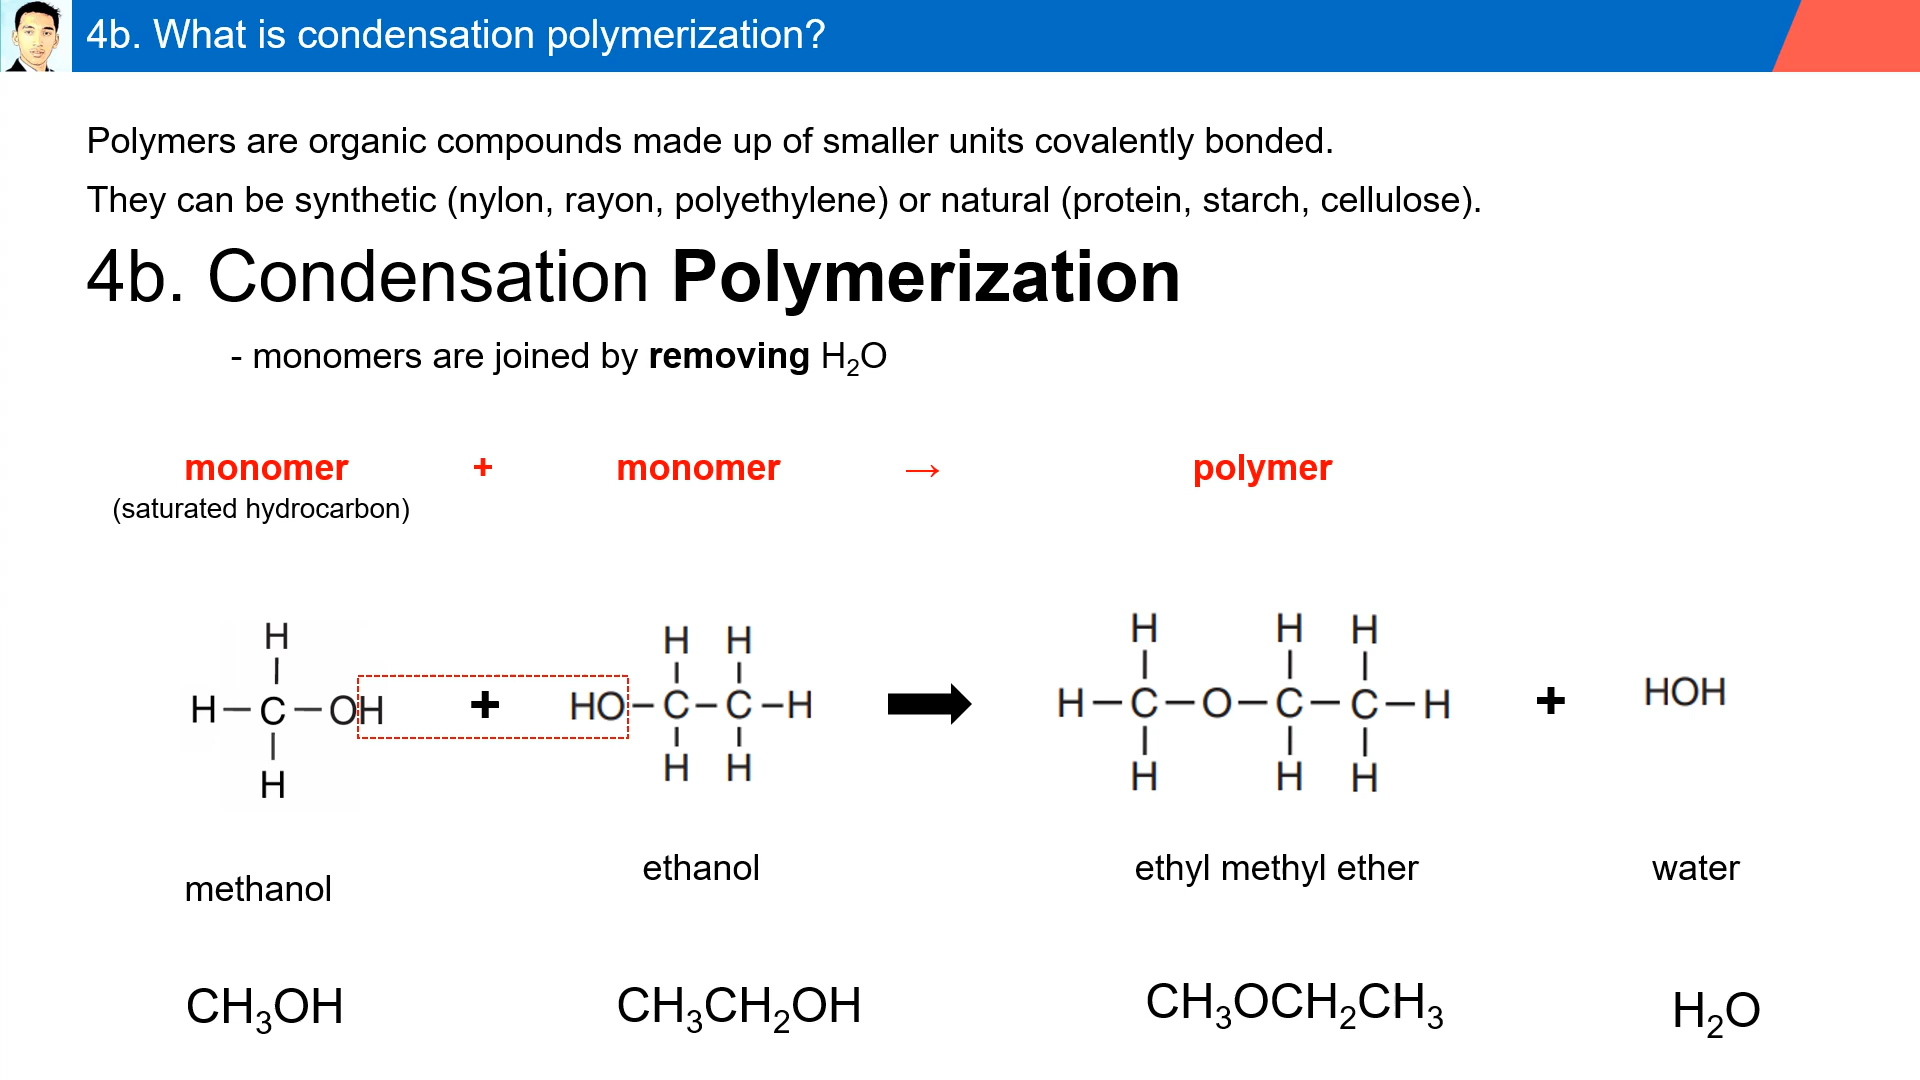 4b. What is condensation polymerization?
Polymers are organic compounds made up of smaller units covalently bonded.
They can be synthetic (nylon, rayon, polyethylene) or natural (protein, starch, cellulose).
4b. Condensation Polymerization
- monomers are joined by removing H₂O
monomer + monomer → polymer
(saturated hydrocarbon)
H H H H H H
H–C–OH + HO–C–C–H H–C–O–C–C–H + HOH
H H H H H H
methanol ethanol ethyl methyl ether water
CH₃OH CH₃CH₂OH CH₃OCH₂CH₃ H₂O